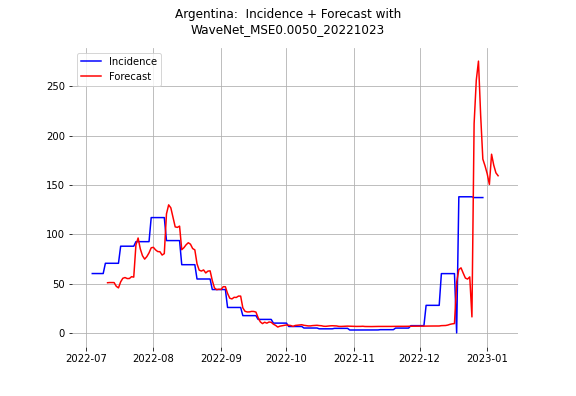 Argentina:  Incidence + Forecast with
WaveNet_MSE0.0050_20221023
Incidence
Forecast
250
200
150
100
50
0
2022-07 2022-08 2022-09 2022-10 2022-11 2022-12 2023-01